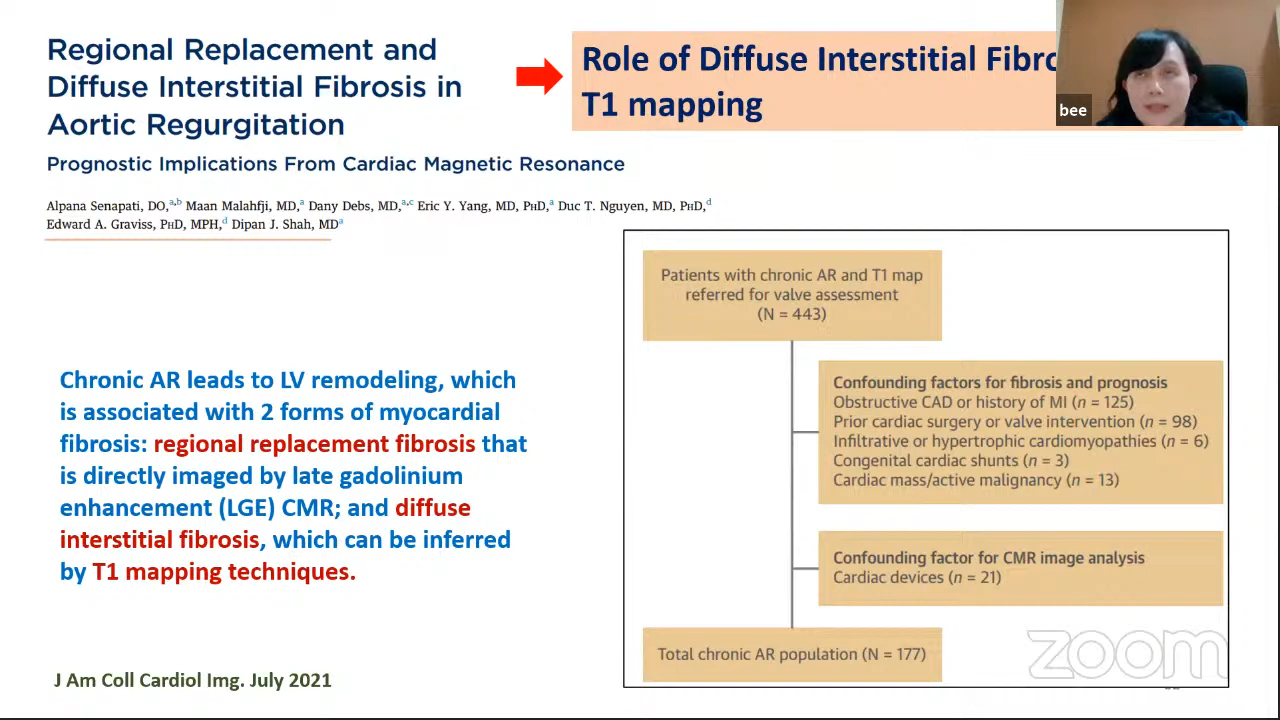 Regional Replacement and
Diffuse Interstitial Fibrosis in
Aortic Regurgitation
Prognostic Implications From Cardiac Magnetic Resonance
Alpana Senapati, DO,a,b Maan Malahfji, MD,a Dany Debs, MD,a,c Eric Y. Yang, MD, PhD,a Duc T. Nguyen, MD, PhD,d
Edward A. Graviss, PhD, MPH,d Dipan J. Shah, MDa
Role of Diffuse Interstitial Fibro
T1 mapping
bee
Chronic AR leads to LV remodeling, which
is associated with 2 forms of myocardial
fibrosis: regional replacement fibrosis that
is directly imaged by late gadolinium
enhancement (LGE) CMR; and diffuse
interstitial fibrosis, which can be inferred
by T1 mapping techniques.
J Am Coll Cardiol Img. July 2021
Patients with chronic AR and T1 map
referred for valve assessment
(N = 443)
Confounding factors for fibrosis and prognosis
Obstructive CAD or history of MI (n = 125)
Prior cardiac surgery or valve intervention (n = 98)
Infiltrative or hypertrophic cardiomyopathies (n = 6)
Congenital cardiac shunts (n = 3)
Cardiac mass/active malignancy (n = 13)
Confounding factor for CMR image analysis
Cardiac devices (n = 21)
Total chronic AR population (N = 177)
zoom